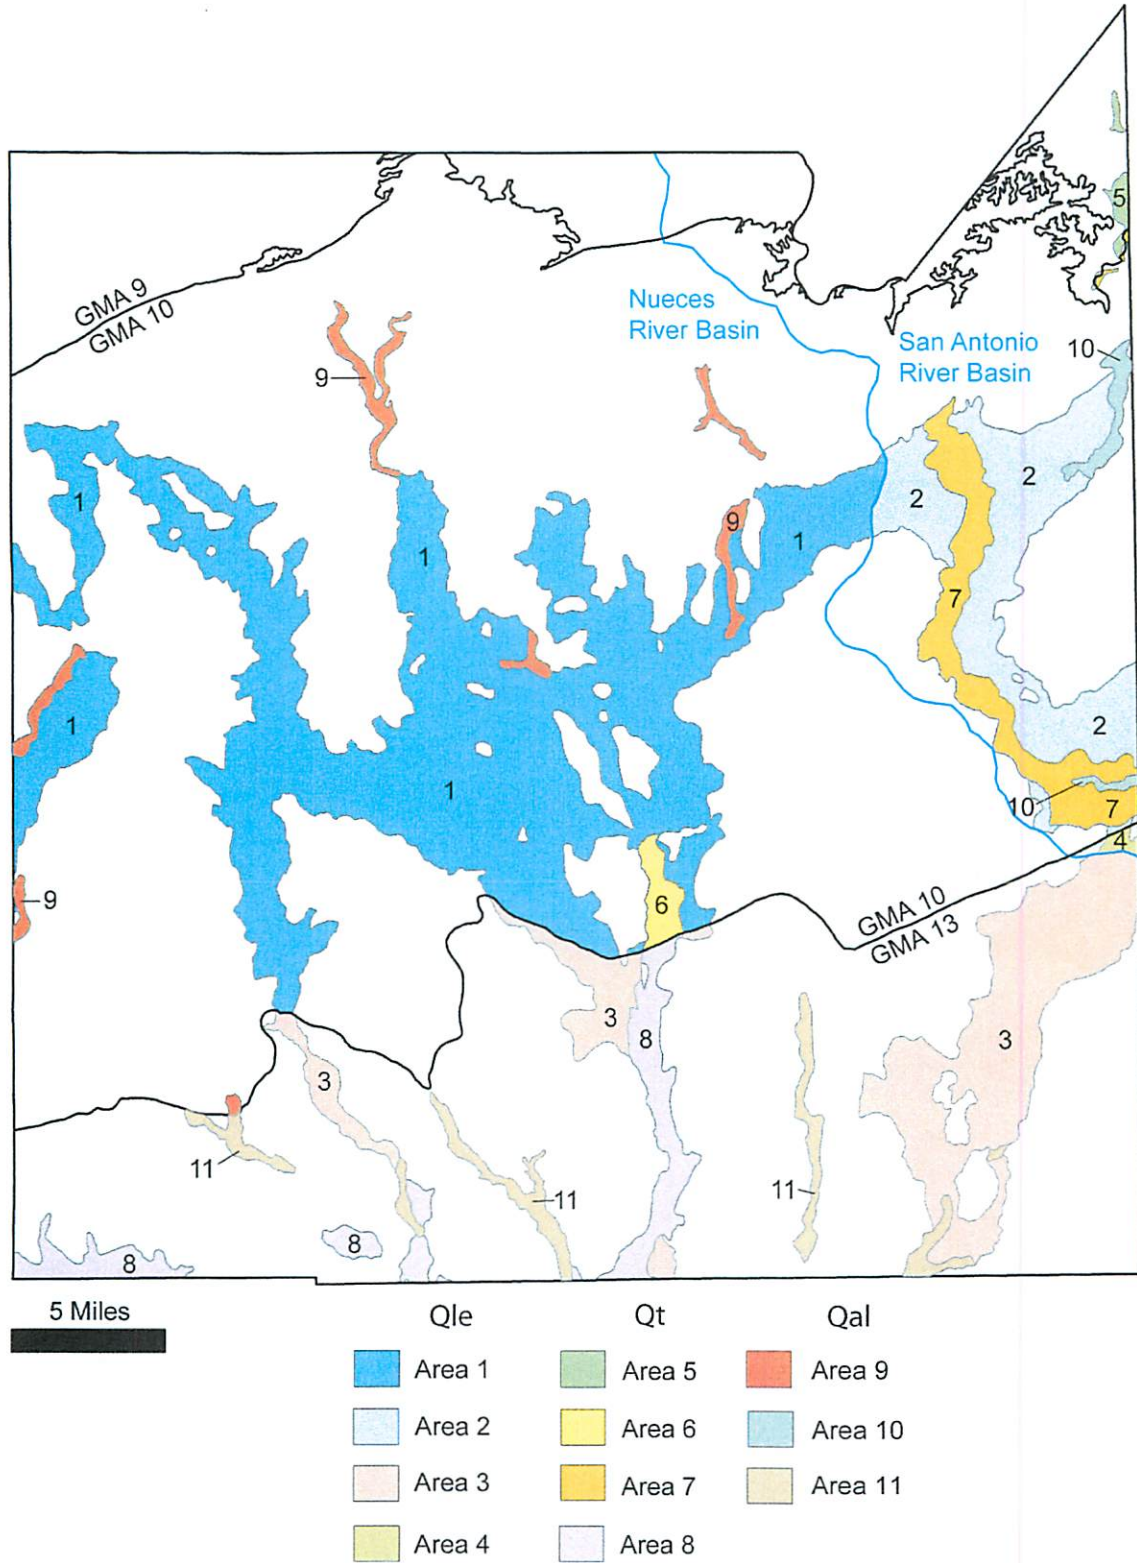 5
GMA 9
GMA 10
Nueces
River Basin
San Antonio
River Basin
10
9
1
1
9
1
2
2
7
1
2
1
10
7
4
9
6
GMA 10
GMA 13
3
8
3
3
11
11
11
8
8
5 Miles
Qle
Qt
Qal
Area 1
Area 5
Area 9
Area 2
Area 6
Area 10
Area 3
Area 7
Area 11
Area 4
Area 8